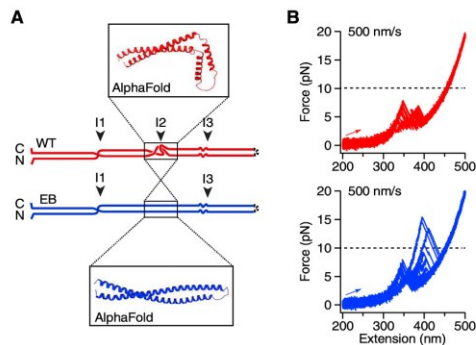 A
AlphaFold
I1 I2 I3
C WT
N
I1 I3
C EB
N
AlphaFold
B
500 nm/s
Force (pN)
20
15
10
5
0
200 300 400 500
500 nm/s
Force (pN)
20
15
10
5
0
200 300 400 500
Extension (nm)